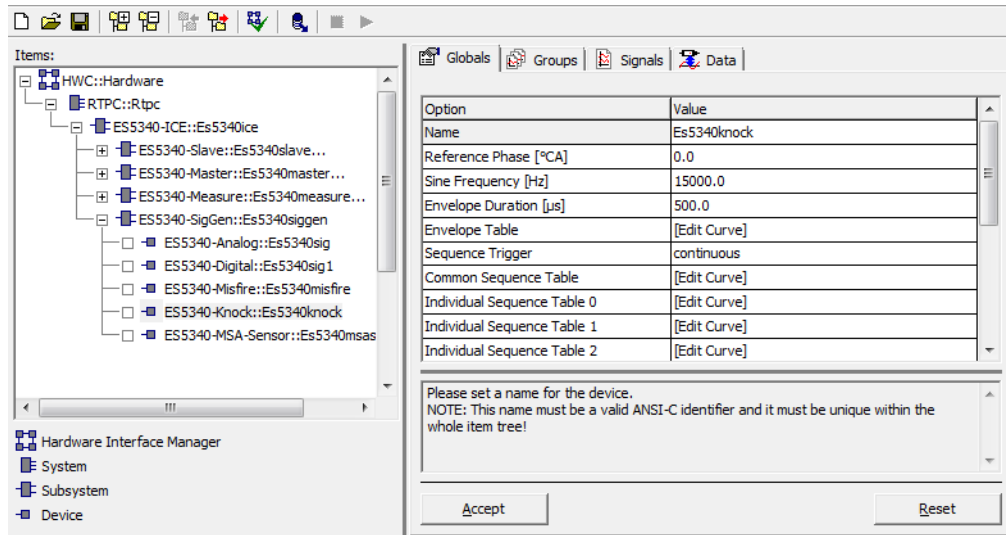 Items:
HWC::Hardware
RTPC::Rtpc
ES5340-ICE::Es5340ice
ES5340-Slave::Es5340slave...
ES5340-Master::Es5340master...
ES5340-Measure::Es5340measure...
ES5340-SigGen::Es5340siggen
ES5340-Analog::Es5340sig
ES5340-Digital::Es5340sig1
ES5340-Misfire::Es5340misfire
ES5340-Knock::Es5340knock
ES5340-MSA-Sensor::Es5340msas
Hardware Interface Manager
System
Subsystem
Device
Globals Groups Signals Data
Option Value
Name Es5340knock
Reference Phase [°CA] 0.0
Sine Frequency [Hz] 15000.0
Envelope Duration [µs] 500.0
Envelope Table [Edit Curve]
Sequence Trigger continuous
Common Sequence Table [Edit Curve]
Individual Sequence Table 0 [Edit Curve]
Individual Sequence Table 1 [Edit Curve]
Individual Sequence Table 2 [Edit Curve]
Please set a name for the device.
NOTE: This name must be a valid ANSI-C identifier and it must be unique within the
whole item tree!
Accept Reset